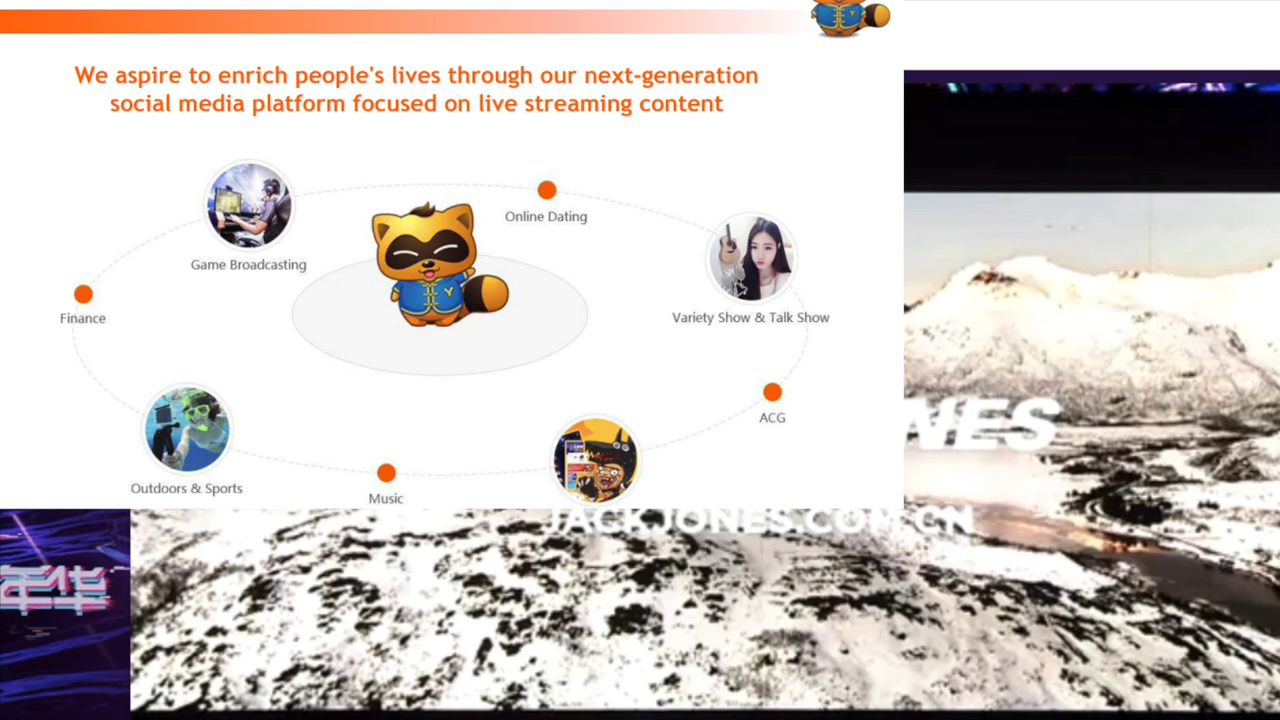 We aspire to enrich people's lives through our next-generation
social media platform focused on live streaming content
Online Dating
Game Broadcasting
Variety Show & Talk Show
Finance
ACG
Outdoors & Sports
Music
NES
JACKJONES.COM.CN